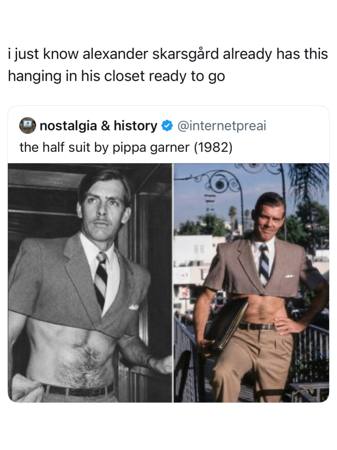 i just know alexander skarsgård already has this
hanging in his closet ready to go
nostalgia & history @internetpreai
the half suit by pippa garner (1982)